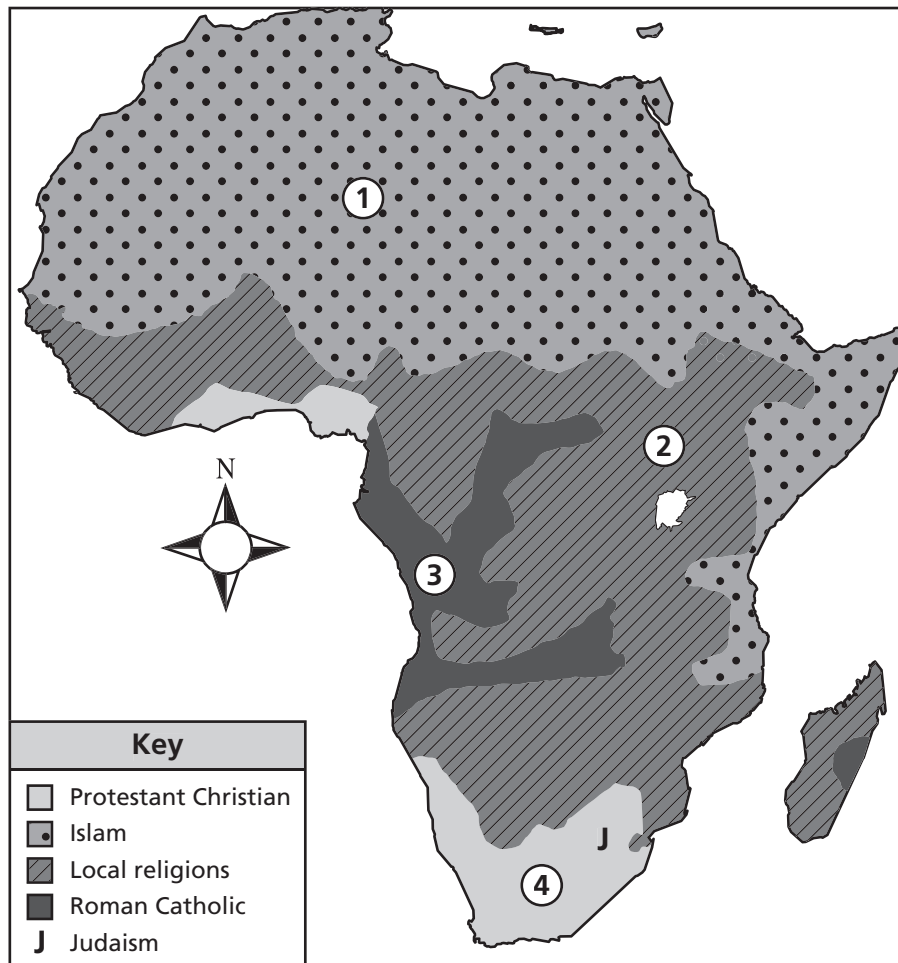 1
2
N
3
J
4
Key
Protestant Christian
Islam
Local religions
Roman Catholic
J Judaism